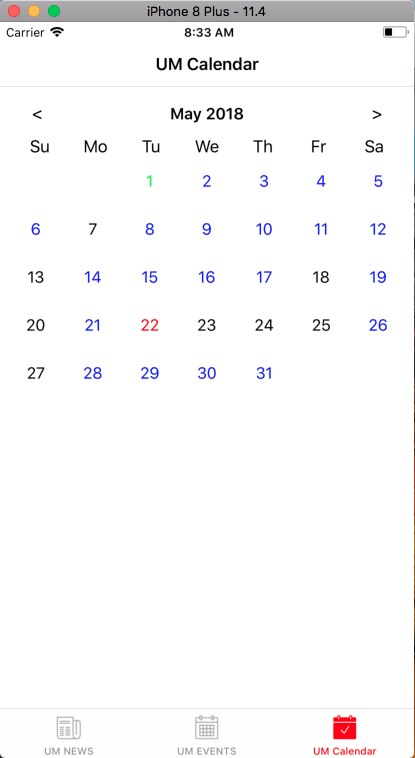 iPhone 8 Plus - 11.4
Carrier 8:33 AM
UM Calendar
< May 2018 >
Su Mo Tu We Th Fr Sa
1 2 3 4 5
6 7 8 9 10 11 12
13 14 15 16 17 18 19
20 21 22 23 24 25 26
27 28 29 30 31
UM NEWS UM EVENTS UM Calendar